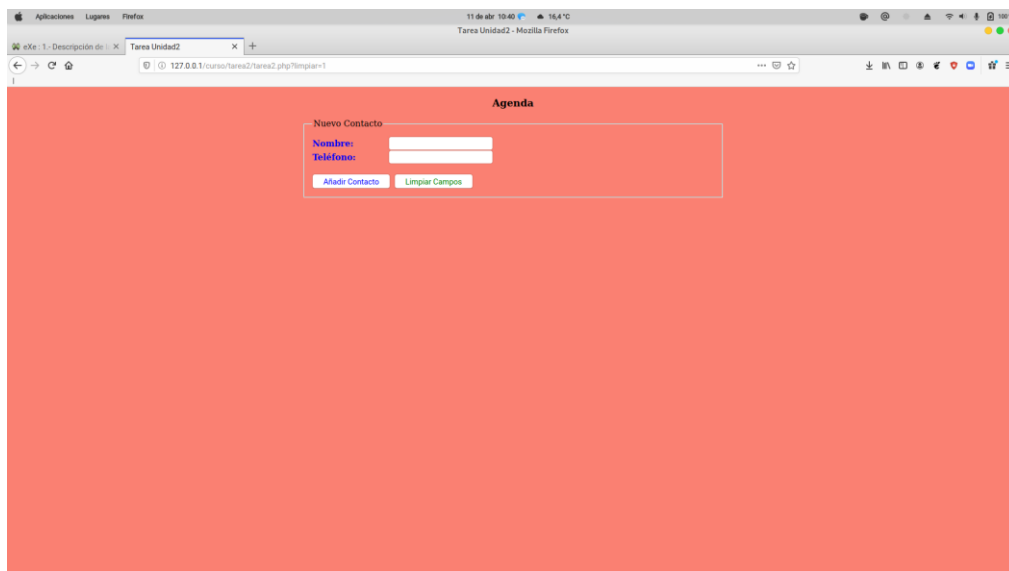 Aplicaciones Lugares Firefox 11 de abr 10:40 16,4 °C
Tarea Unidad2 - Mozilla Firefox
eXe : 1.- Descripción de Tarea Unidad2
127.0.0.1/curso/tarea2/tarea2.php?limpiar=1
Agenda
Nuevo Contacto
Nombre:
Teléfono:
Añadir Contacto Limpiar Campos